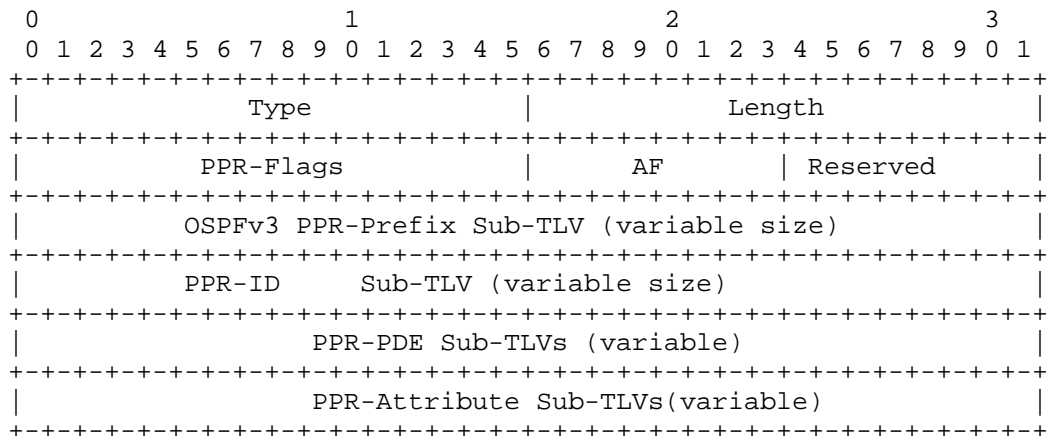 0                   1                   2                   3
 0 1 2 3 4 5 6 7 8 9 0 1 2 3 4 5 6 7 8 9 0 1 2 3 4 5 6 7 8 9 0 1
+-+-+-+-+-+-+-+-+-+-+-+-+-+-+-+-+-+-+-+-+-+-+-+-+-+-+-+-+-+-+-+-+
|              Type             |              Length           |
+-+-+-+-+-+-+-+-+-+-+-+-+-+-+-+-+-+-+-+-+-+-+-+-+-+-+-+-+-+-+-+-+
|           PPR-Flags           |      AF       | Reserved      |
+-+-+-+-+-+-+-+-+-+-+-+-+-+-+-+-+-+-+-+-+-+-+-+-+-+-+-+-+-+-+-+-+
|          OSPFv3 PPR-Prefix Sub-TLV (variable size)            |
+-+-+-+-+-+-+-+-+-+-+-+-+-+-+-+-+-+-+-+-+-+-+-+-+-+-+-+-+-+-+-+-+
|          PPR-ID     Sub-TLV (variable size)                   |
+-+-+-+-+-+-+-+-+-+-+-+-+-+-+-+-+-+-+-+-+-+-+-+-+-+-+-+-+-+-+-+-+
|                  PPR-PDE Sub-TLVs (variable)                  |
+-+-+-+-+-+-+-+-+-+-+-+-+-+-+-+-+-+-+-+-+-+-+-+-+-+-+-+-+-+-+-+-+
|                  PPR-Attribute Sub-TLVs(variable)             |
+-+-+-+-+-+-+-+-+-+-+-+-+-+-+-+-+-+-+-+-+-+-+-+-+-+-+-+-+-+-+-+-+